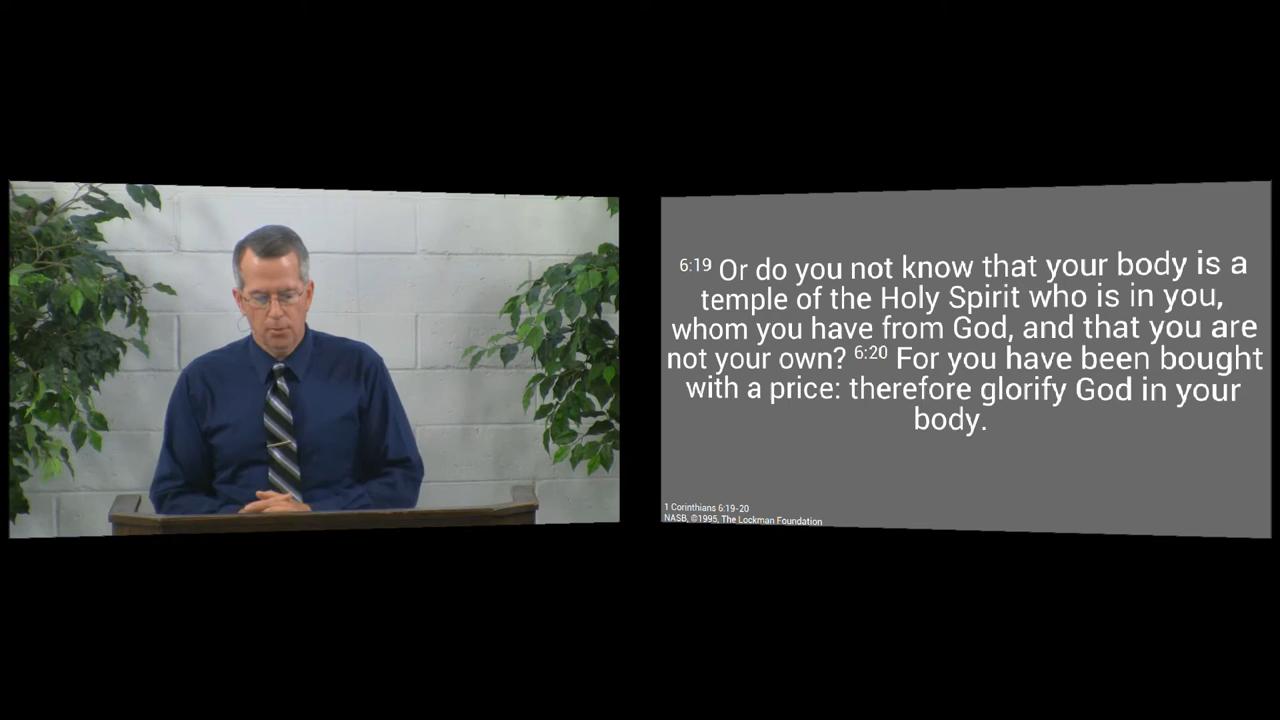 6:19 Or do you not know that your body is a
temple of the Holy Spirit who is in you,
whom you have from God, and that you are
not your own? 6:20 For you have been bought
with a price: therefore glorify God in your
body.
1 Corinthians 6:19-20
NASB, ©1995, The Lockman Foundation